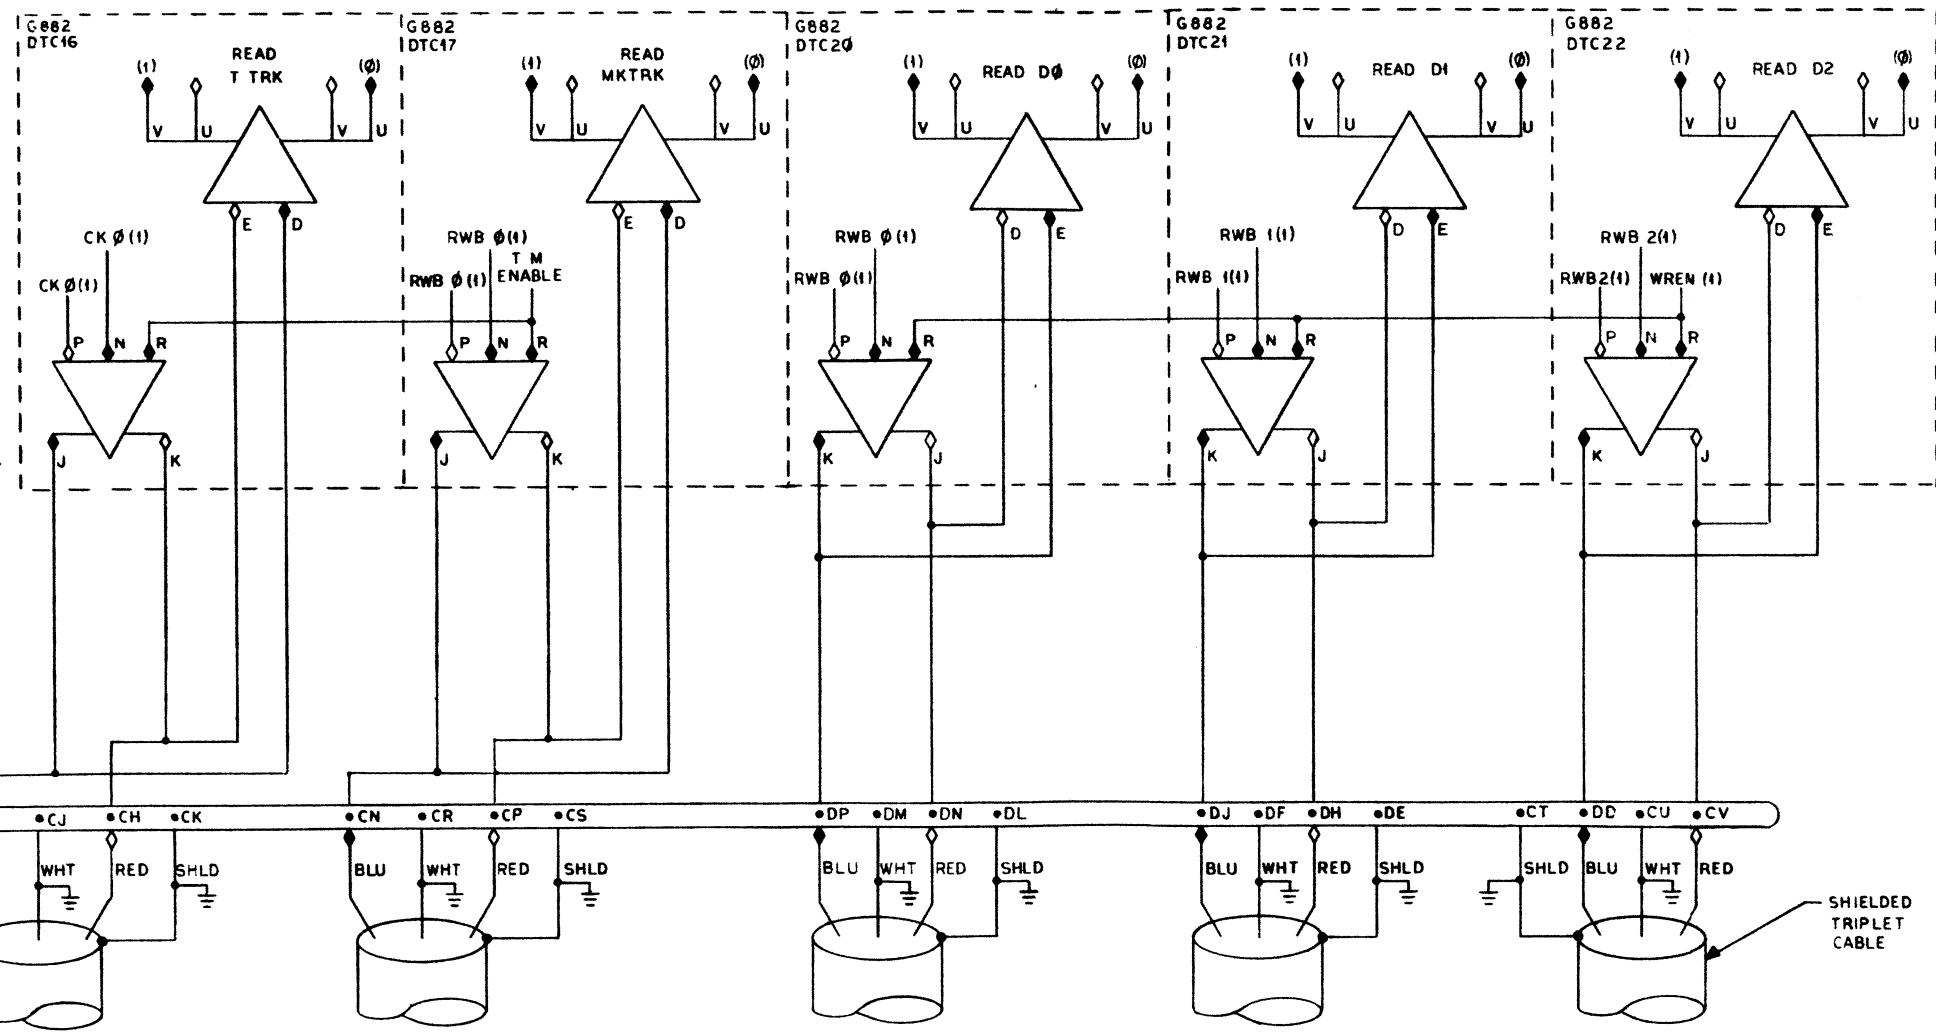 G882
DTC16
READ
T TRK
(1)
(Ø)
V
U
V
U
E
D
CK Ø(1)
CK Ø(1)
P
N
R
J
K
G882
DTC17
READ
MKTRK
(1)
(Ø)
V
U
V
U
E
D
RWB Ø(1)
T M
ENABLE
RWB Ø(1)
P
N
R
J
K
G882
DTC2Ø
READ DØ
(1)
(Ø)
V
U
V
U
D
E
RWB Ø(1)
RWB Ø(1)
P
N
R
K
J
G882
DTC21
READ D1
(1)
(Ø)
V
U
V
U
D
E
RWB 1(1)
RWB 1(1)
P
N
R
K
J
G882
DTC22
READ D2
(1)
(Ø)
V
U
V
U
D
E
RWB 2(1)
RWB2(1)
WREN (1)
P
N
R
K
J
CJ CH CK CN CR CP CS DP DM DN DL DJ DF DH DE CT DD CU CV
WHT RED SHLD BLU WHT RED SHLD BLU WHT RED SHLD BLU WHT RED SHLD SHLD BLU WHT RED
SHIELDED
TRIPLET
CABLE